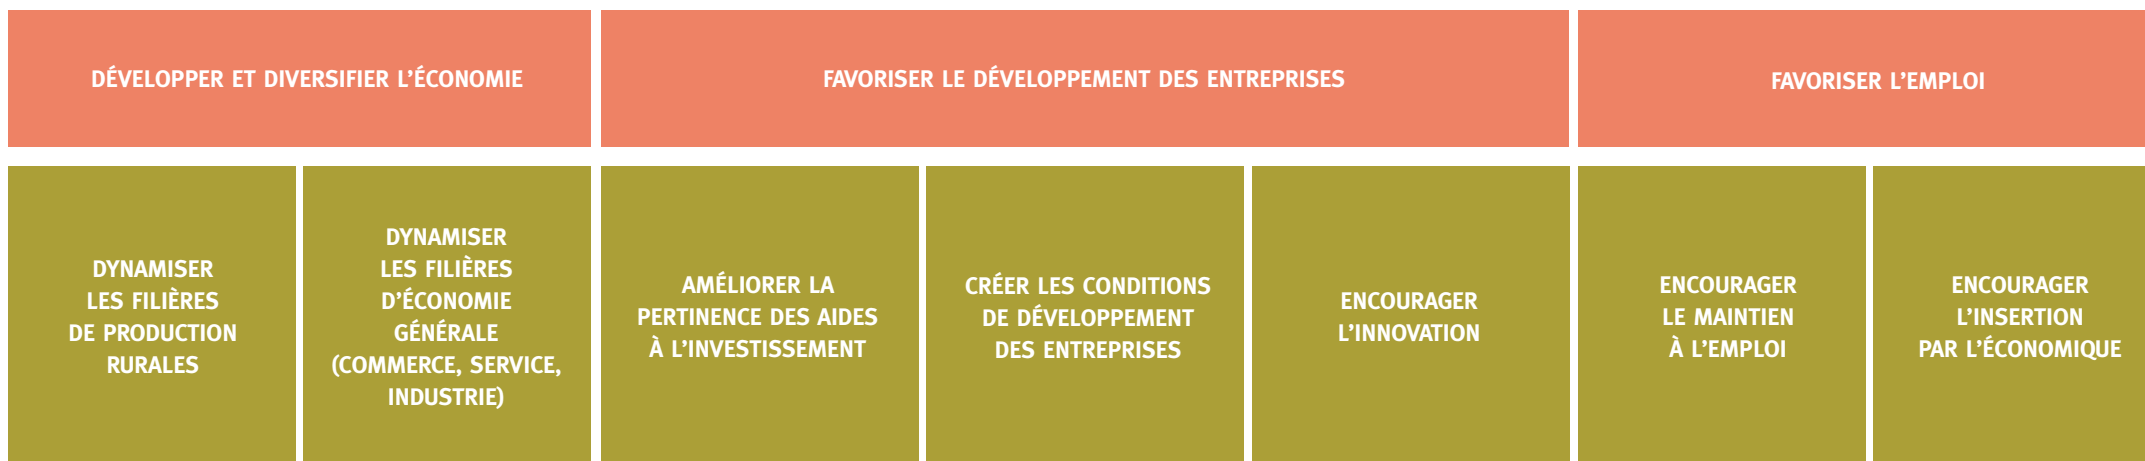 DÉVELOPPER ET DIVERSIFIER L’ÉCONOMIE
FAVORISER LE DÉVELOPPEMENT DES ENTREPRISES
FAVORISER L’EMPLOI
DYNAMISER
LES FILIÈRES
DE PRODUCTION
RURALES
DYNAMISER
LES FILIÈRES
D’ÉCONOMIE
GÉNÉRALE
(COMMERCE, SERVICE,
INDUSTRIE)
AMÉLIORER LA
PERTINENCE DES AIDES
À L’INVESTISSEMENT
CRÉER LES CONDITIONS
DE DÉVELOPPEMENT
DES ENTREPRISES
ENCOURAGER
L’INNOVATION
ENCOURAGER
LE MAINTIEN
À L’EMPLOI
ENCOURAGER
L’INSERTION
PAR L’ÉCONOMIQUE